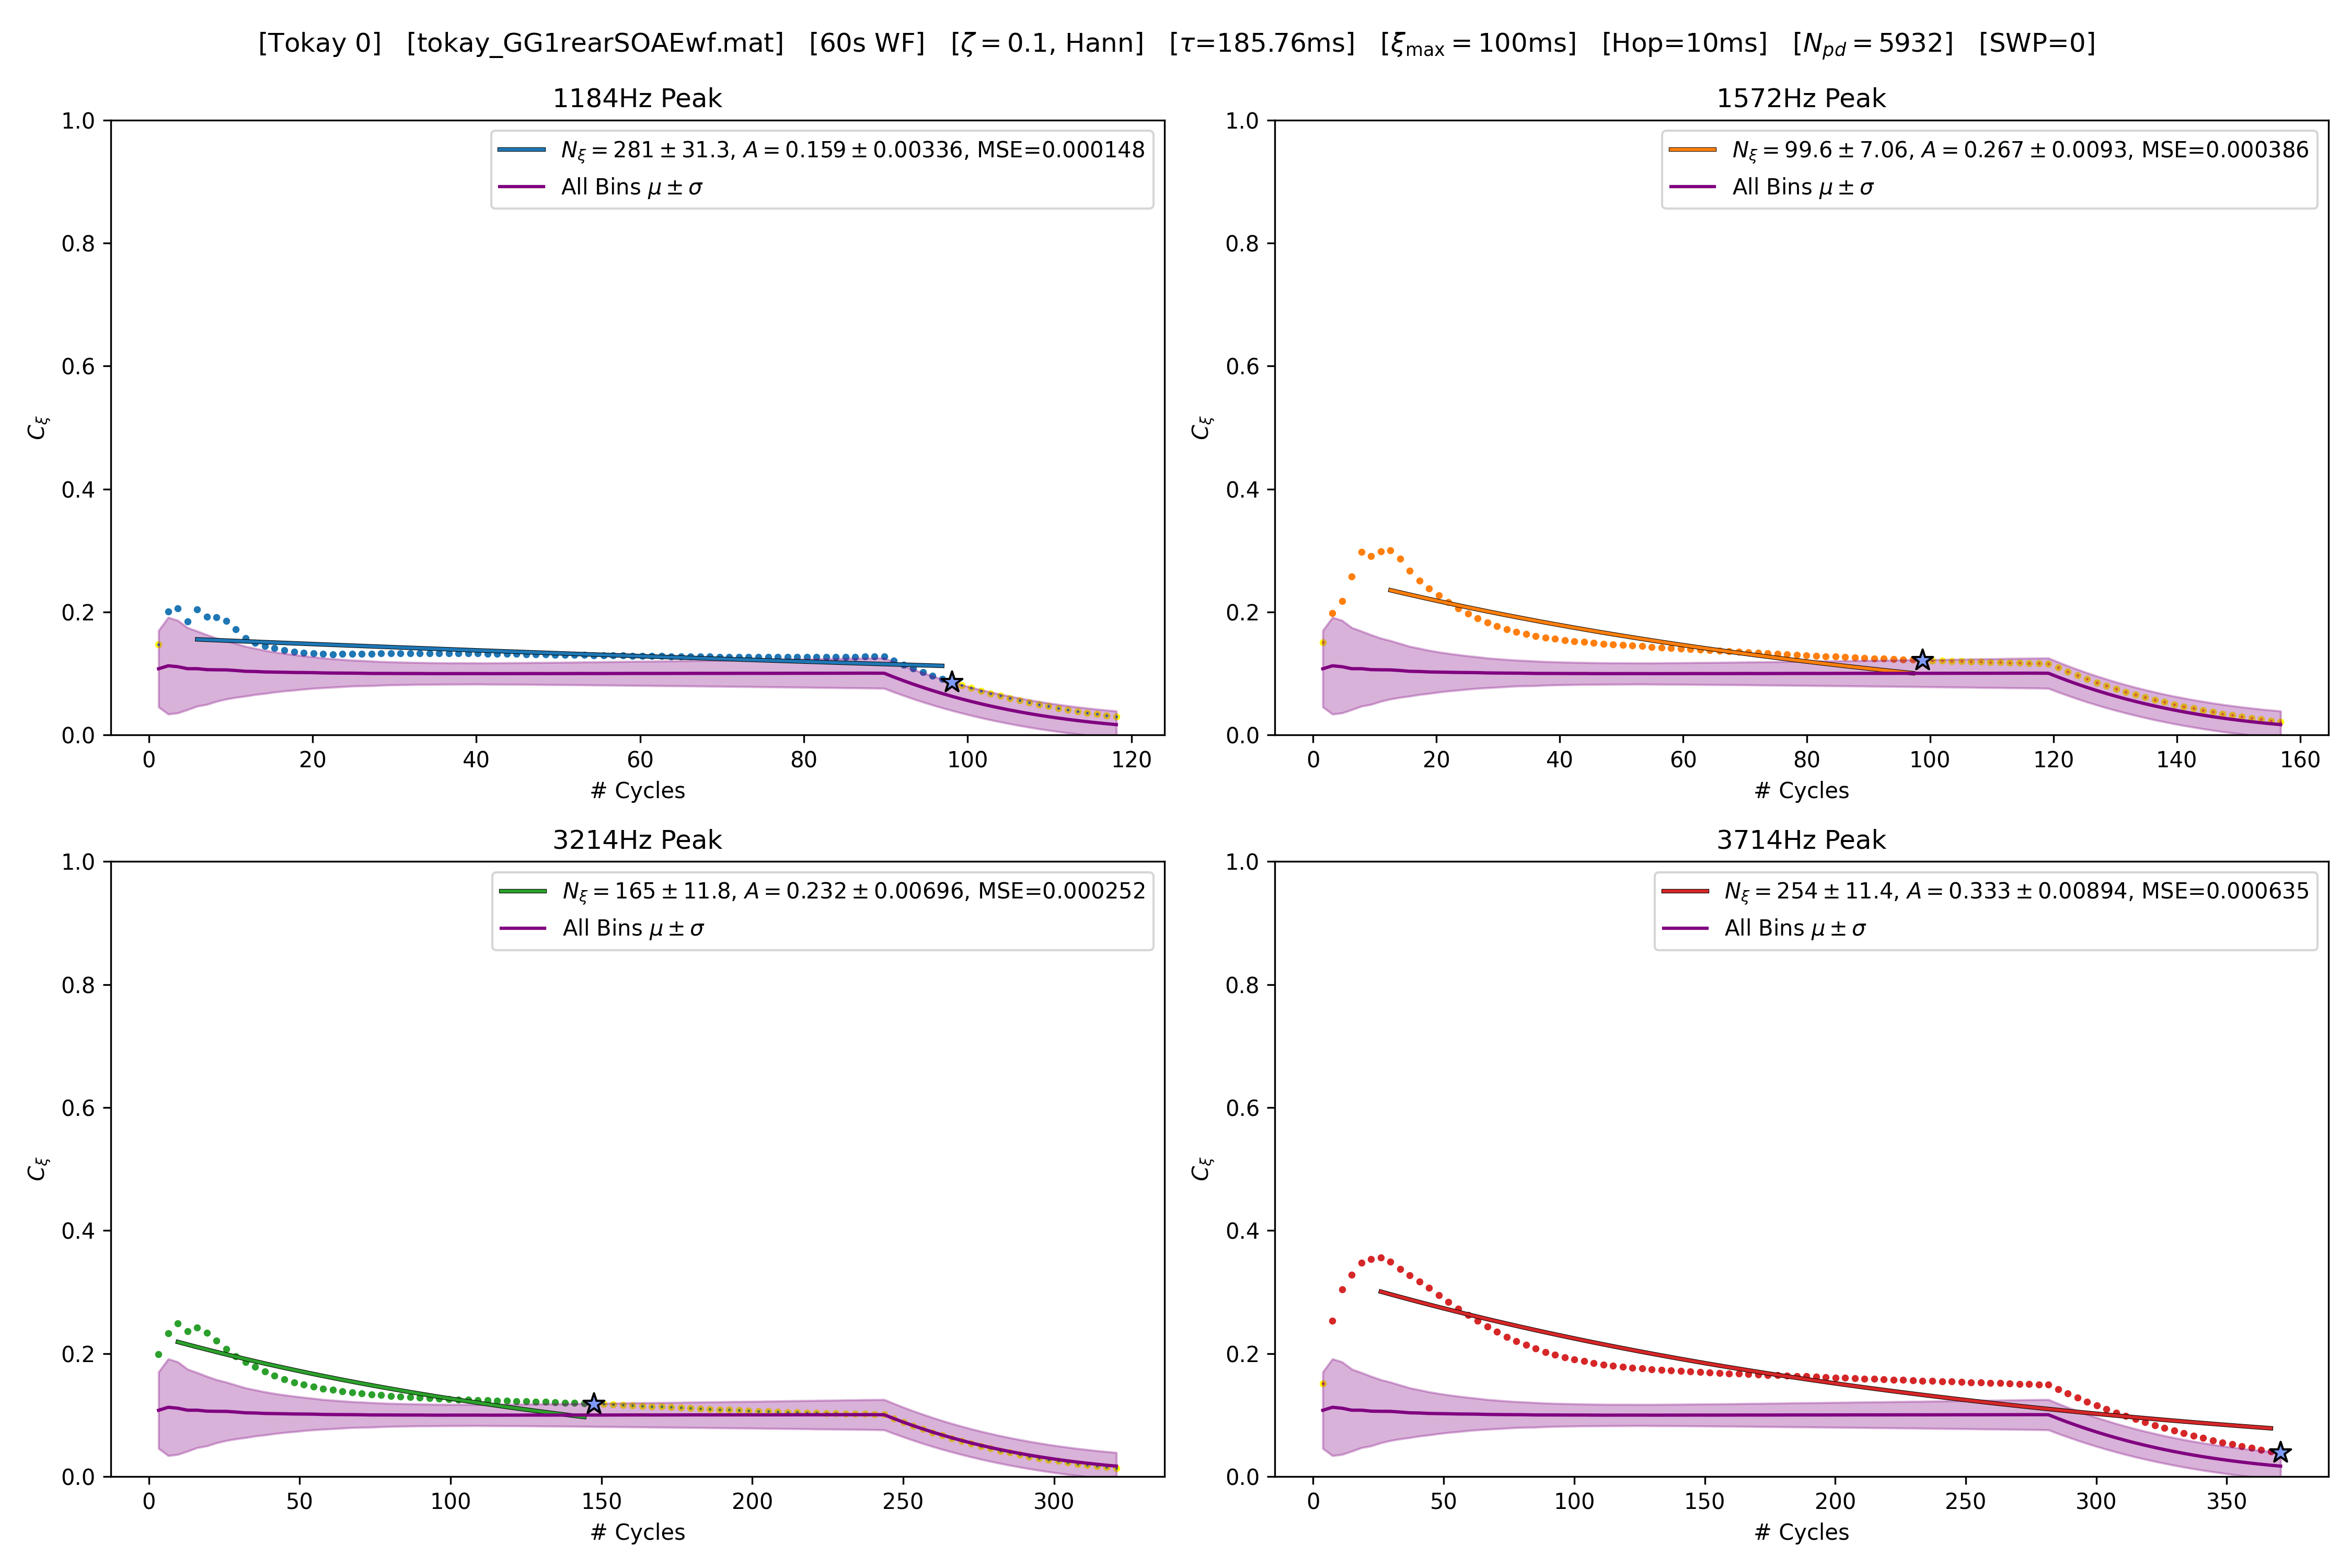 [Tokay 0] [tokay_GG1rearSOAEwf.mat] [60s WF] [ζ = 0.1, Hann] [τ=185.76ms] [ξmax = 100ms] [Hop=10ms] [Npd = 5932] [SWP=0]
1184Hz Peak
1.0
0.8
0.6
0.4
0.2
0.0
Cξ
Nξ = 281 ± 31.3, A = 0.159 ± 0.00336, MSE=0.000148
All Bins μ ± σ
0 20 40 60 80 100 120
# Cycles
1572Hz Peak
1.0
0.8
0.6
0.4
0.2
0.0
Cξ
Nξ = 99.6 ± 7.06, A = 0.267 ± 0.0093, MSE=0.000386
All Bins μ ± σ
0 20 40 60 80 100 120 140 160
# Cycles
3214Hz Peak
1.0
0.8
0.6
0.4
0.2
0.0
Cξ
Nξ = 165 ± 11.8, A = 0.232 ± 0.00696, MSE=0.000252
All Bins μ ± σ
0 50 100 150 200 250 300
# Cycles
3714Hz Peak
1.0
0.8
0.6
0.4
0.2
0.0
Cξ
Nξ = 254 ± 11.4, A = 0.333 ± 0.00894, MSE=0.000635
All Bins μ ± σ
0 50 100 150 200 250 300 350
# Cycles